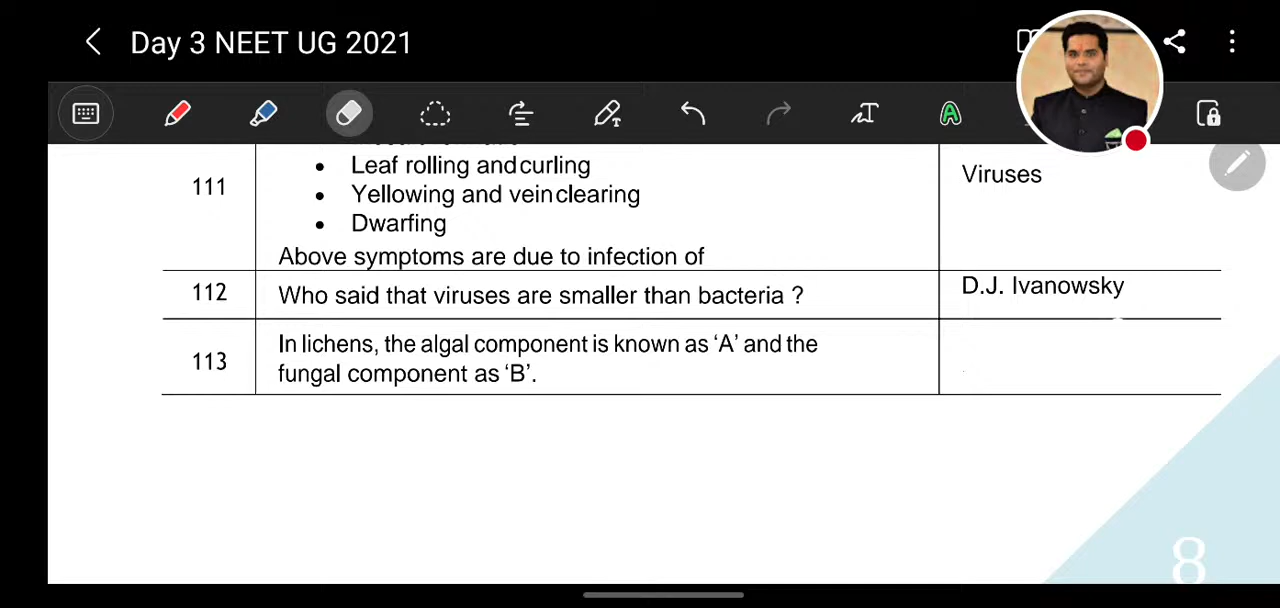 Day 3 NEET UG 2021
111
• Leaf rolling and curling
• Yellowing and vein clearing
• Dwarfing
Above symptoms are due to infection of
Viruses
112
Who said that viruses are smaller than bacteria ?
D.J. Ivanowsky
113
In lichens, the algal component is known as ‘A’ and the
fungal component as ‘B’.
8